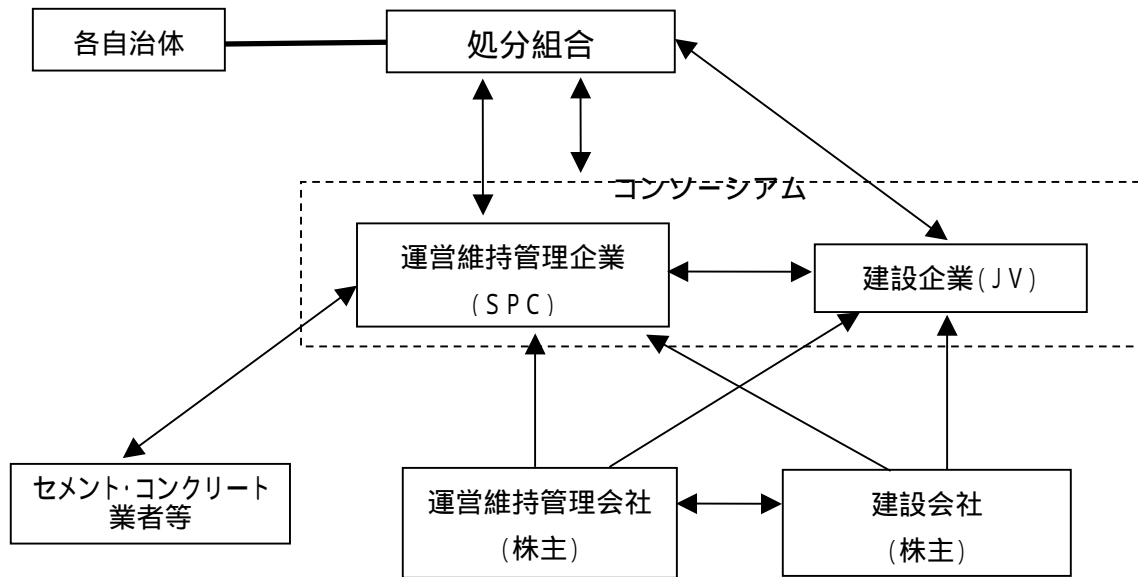 各自治体
処分組合
コンソーシアム
運営維持管理企業
(SPC)
建設企業(JV)
セメント・コンクリート
業者等
運営維持管理会社
(株主)
建設会社
(株主)